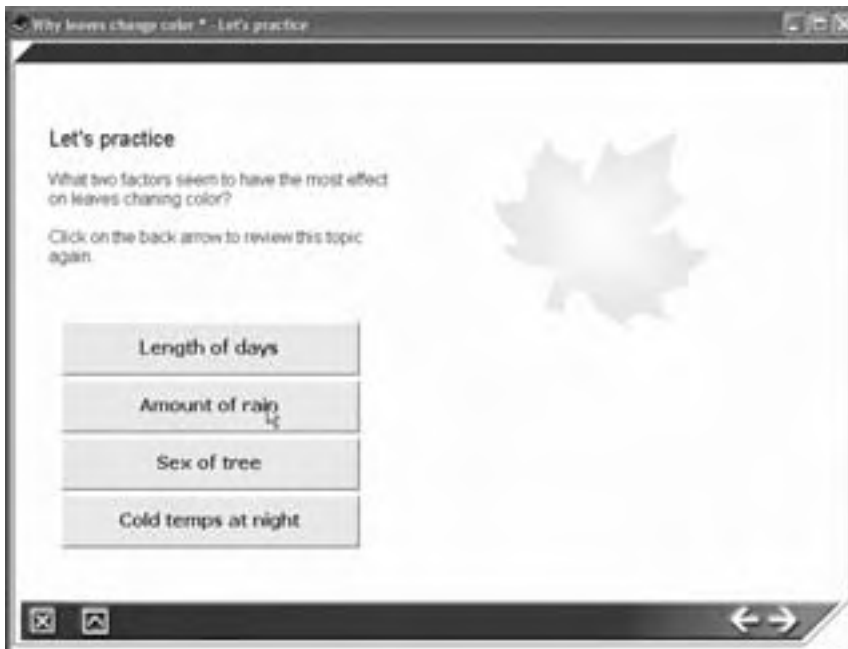 Why leaves change color * - Let's practice
Let's practice
What two factors seem to have the most effect
on leaves chaning color?
Click on the back arrow to review this topic
again.
Length of days
Amount of rain
Sex of tree
Cold temps at night